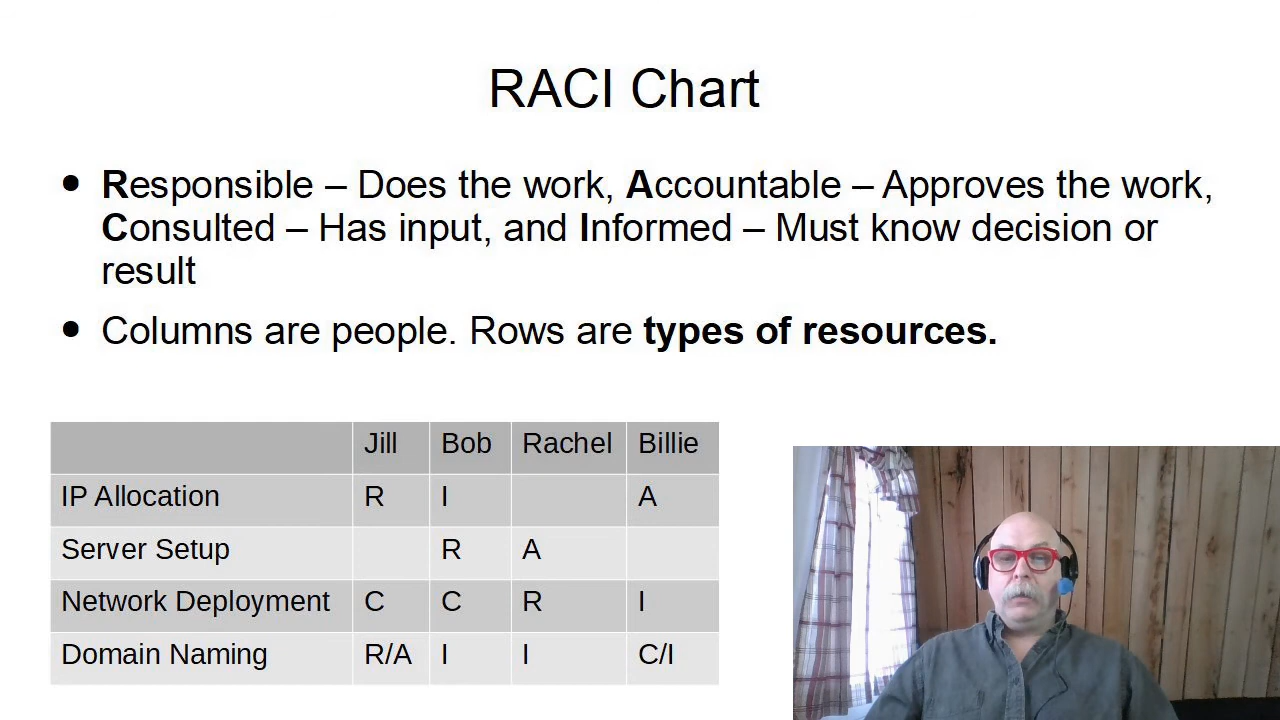 RACI Chart
Responsible – Does the work, Accountable – Approves the work,
Consulted – Has input, and Informed – Must know decision or
result
Columns are people. Rows are types of resources.
Jill Bob Rachel Billie
IP Allocation R I A
Server Setup R A
Network Deployment C C R I
Domain Naming R/A I I C/I